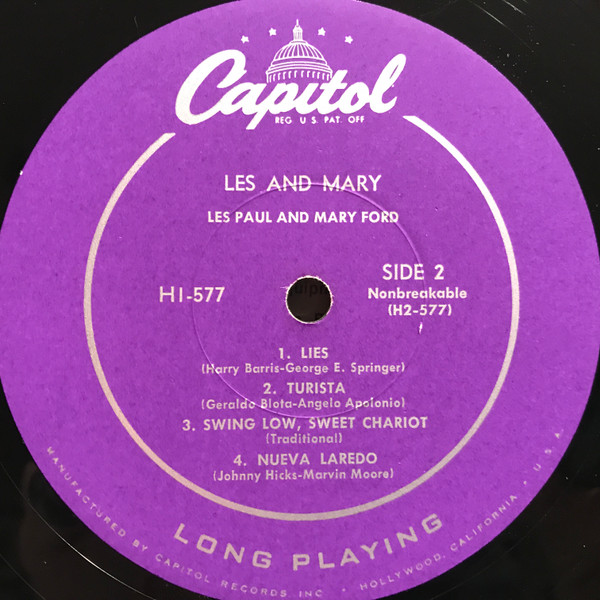 Capitol
REG. U.S. PAT. OFF
LES AND MARY
LES PAUL AND MARY FORD
H1-577
SIDE 2
Nonbreakable
(H2-577)
1. LIES
(Harry Barris-George E. Springer)
2. TURISTA
(Geraldo Blota-Angelo Apolonio)
3. SWING LOW, SWEET CHARIOT
(Traditional)
4. NUEVA LAREDO
(Johnny Hicks-Marvin Moore)
LONG PLAYING
MANUFACTURED BY CAPITOL RECORDS INC • HOLLYWOOD, CALIFORNIA • U.S.A.